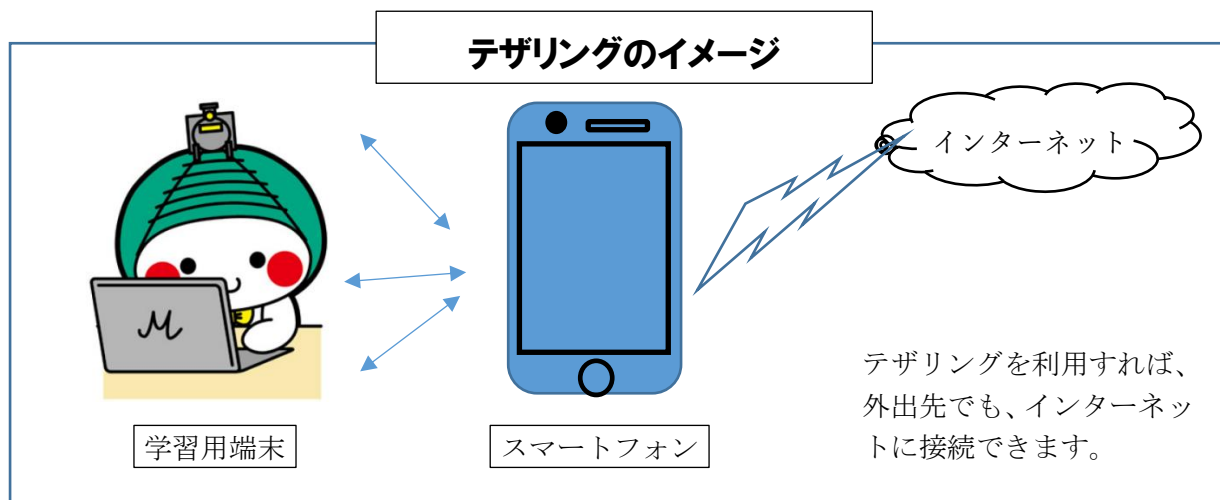 テザリングのイメージ
インターネット
M
テザリングを利用すれば、
外出先でも、インターネッ
トに接続できます。
学習用端末
スマートフォン